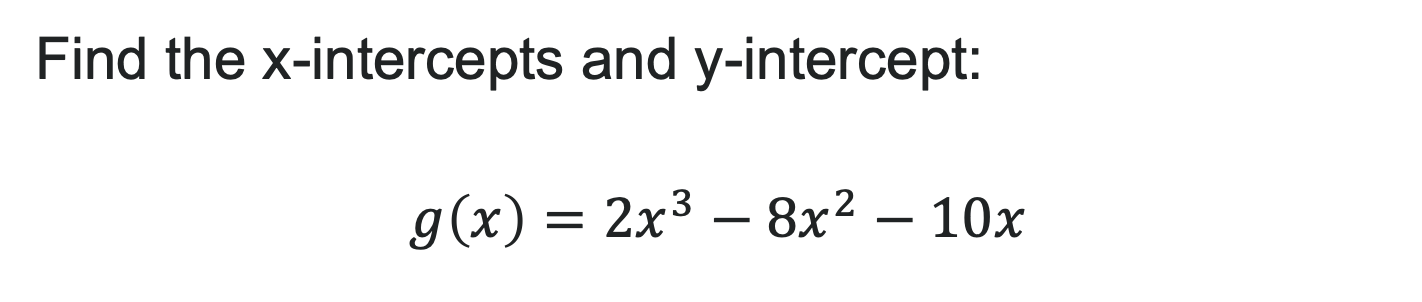 Find the x-intercepts and y-intercept:
g(x) = 2x³ − 8x² − 10x